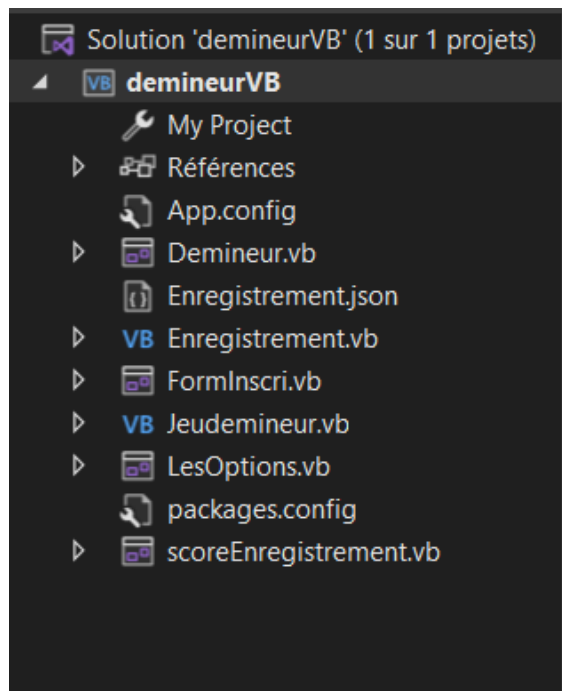 Solution 'demineurVB' (1 sur 1 projets)
VB demineurVB
My Project
Références
App.config
Demineur.vb
Enregistrement.json
VB Enregistrement.vb
FormInscri.vb
VB Jeudemineur.vb
LesOptions.vb
packages.config
scoreEnregistrement.vb